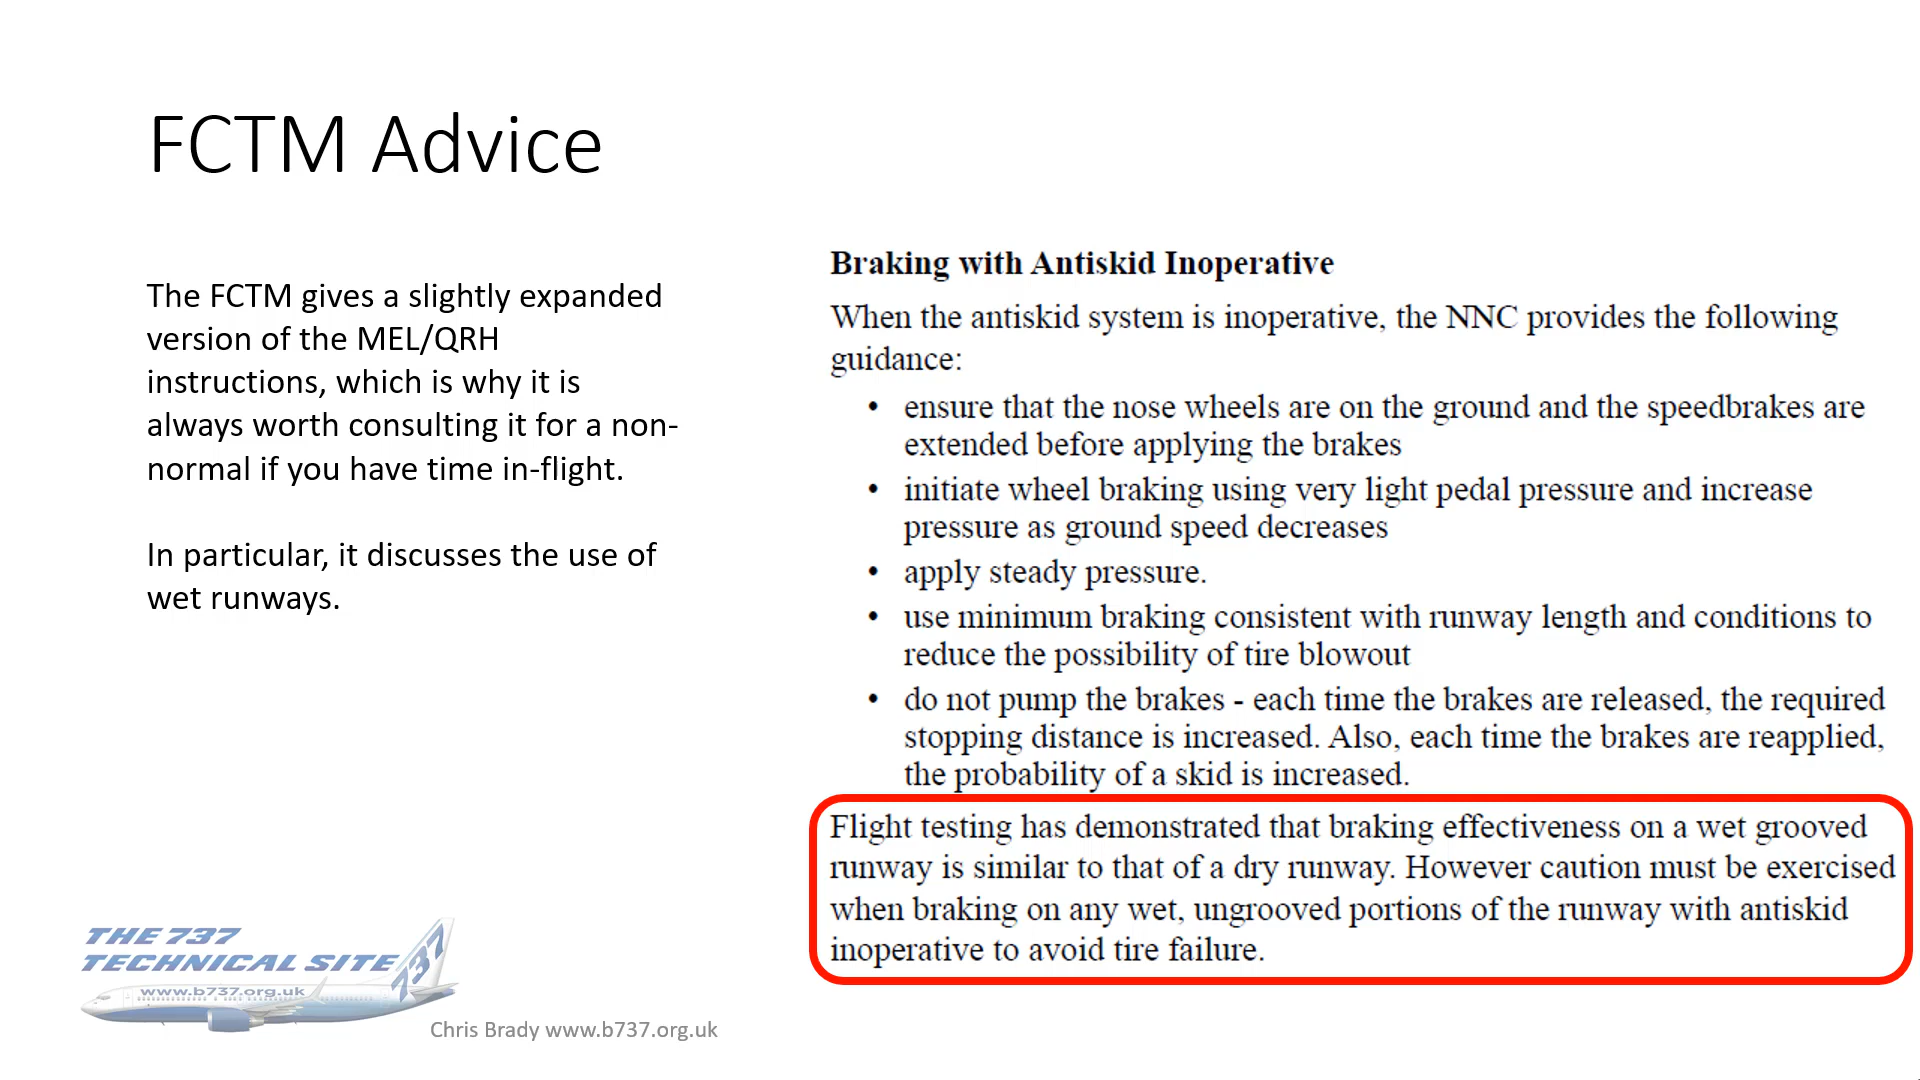 FCTM Advice
The FCTM gives a slightly expanded
version of the MEL/QRH
instructions, which is why it is
always worth consulting it for a non-
normal if you have time in-flight.
In particular, it discusses the use of
wet runways.
Braking with Antiskid Inoperative
When the antiskid system is inoperative, the NNC provides the following
guidance:
• ensure that the nose wheels are on the ground and the speedbrakes are
extended before applying the brakes
• initiate wheel braking using very light pedal pressure and increase
pressure as ground speed decreases
• apply steady pressure.
• use minimum braking consistent with runway length and conditions to
reduce the possibility of tire blowout
• do not pump the brakes - each time the brakes are released, the required
stopping distance is increased. Also, each time the brakes are reapplied,
the probability of a skid is increased.
Flight testing has demonstrated that braking effectiveness on a wet grooved
runway is similar to that of a dry runway. However caution must be exercised
when braking on any wet, ungrooved portions of the runway with antiskid
inoperative to avoid tire failure.
THE 737
TECHNICAL SITE
737
www.b737.org.uk
Chris Brady www.b737.org.uk